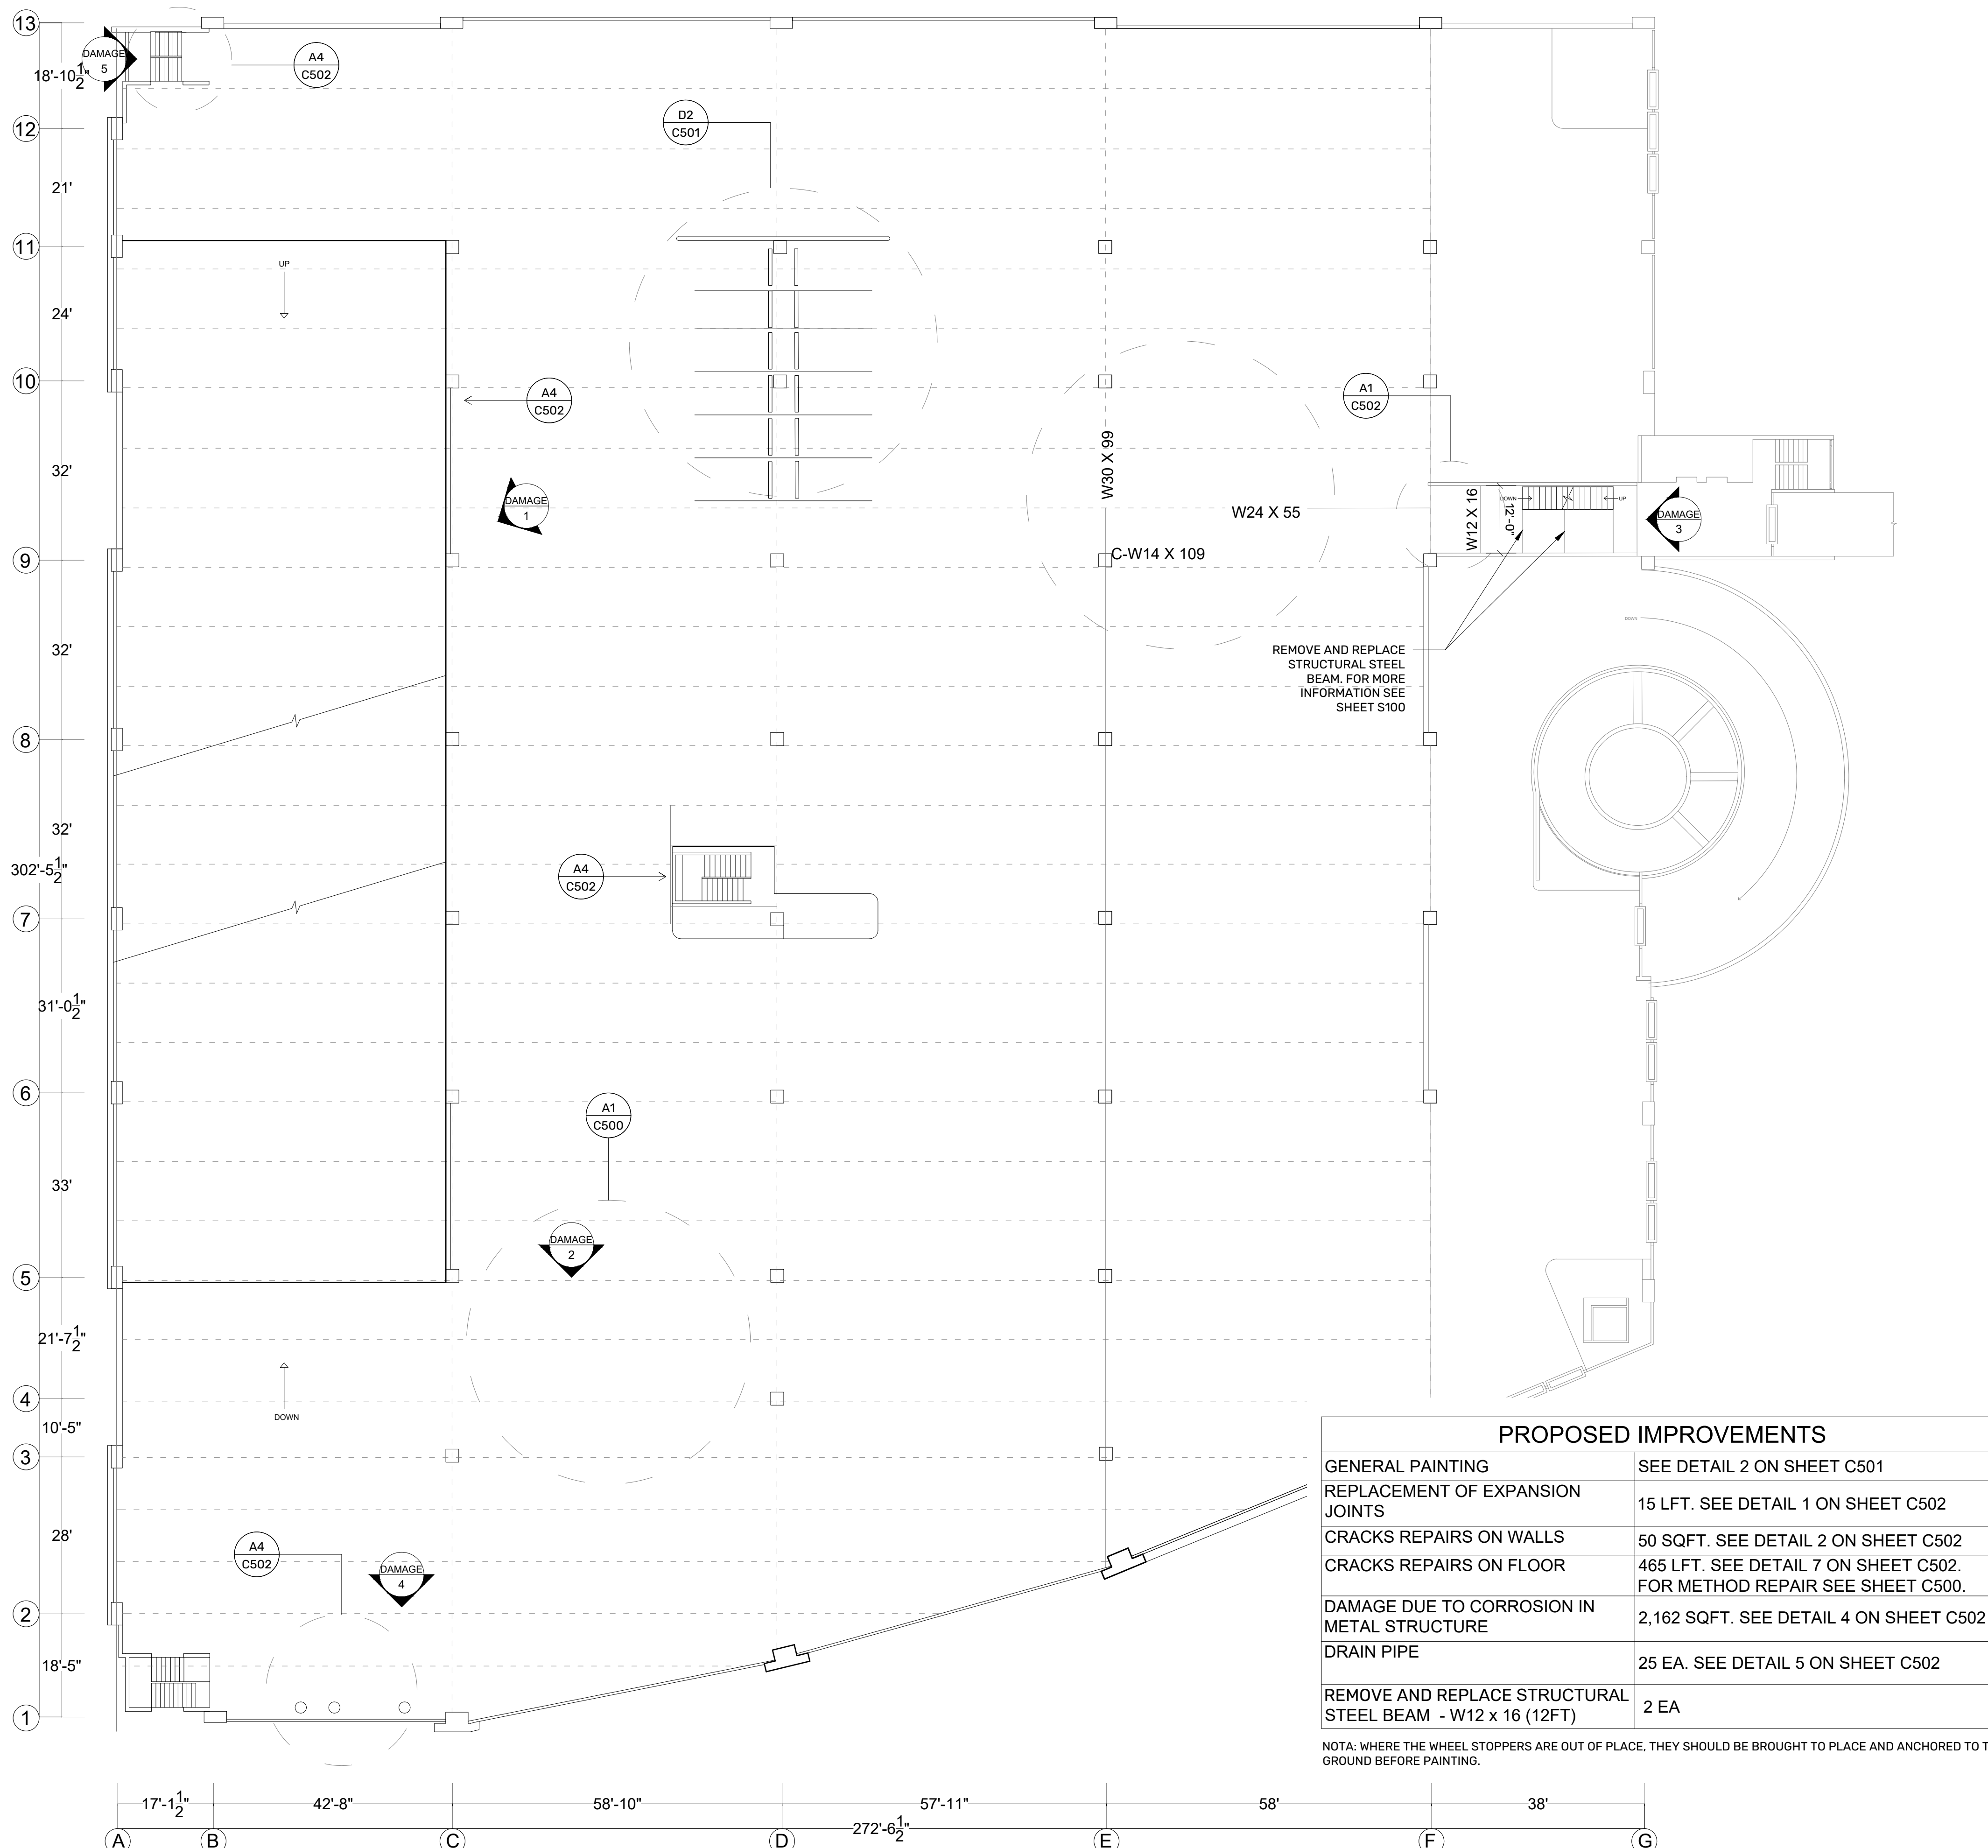 13
DAMAGE
5
18'-10 1/2"
A4
C502
D2
C501
12
21'
11
UP
24'
10
A4
C502
A1
C502
32'
W30 X 99
DAMAGE
1
W24 X 55
W12 X 16
12'-0"
DOWN
UP
DAMAGE
3
9
C-W14 X 109
DOWN
32'
REMOVE AND REPLACE
STRUCTURAL STEEL
BEAM. FOR MORE
INFORMATION SEE
SHEET S100
8
32'
302'-5 1/2"
A4
C502
7
31'-0 1/2"
6
A1
C500
33'
DAMAGE
2
5
21'-7 1/2"
4
DOWN
10'-5"
3
28'
A4
C502
DAMAGE
4
2
18'-5"
1
PROPOSED IMPROVEMENTS
GENERAL PAINTING
SEE DETAIL 2 ON SHEET C501
REPLACEMENT OF EXPANSION
JOINTS
15 LFT. SEE DETAIL 1 ON SHEET C502
CRACKS REPAIRS ON WALLS
50 SQFT. SEE DETAIL 2 ON SHEET C502
CRACKS REPAIRS ON FLOOR
465 LFT. SEE DETAIL 7 ON SHEET C502.
FOR METHOD REPAIR SEE SHEET C500.
DAMAGE DUE TO CORROSION IN
METAL STRUCTURE
2,162 SQFT. SEE DETAIL 4 ON SHEET C502
DRAIN PIPE
25 EA. SEE DETAIL 5 ON SHEET C502
REMOVE AND REPLACE STRUCTURAL
STEEL BEAM - W12 x 16 (12FT)
2 EA
NOTA: WHERE THE WHEEL STOPPERS ARE OUT OF PLACE, THEY SHOULD BE BROUGHT TO PLACE AND ANCHORED TO
GROUND BEFORE PAINTING.
17'-1 1/2"
42'-8"
58'-10"
57'-11"
58'
38'
272'-6 1/2"
A
B
C
D
E
F
G